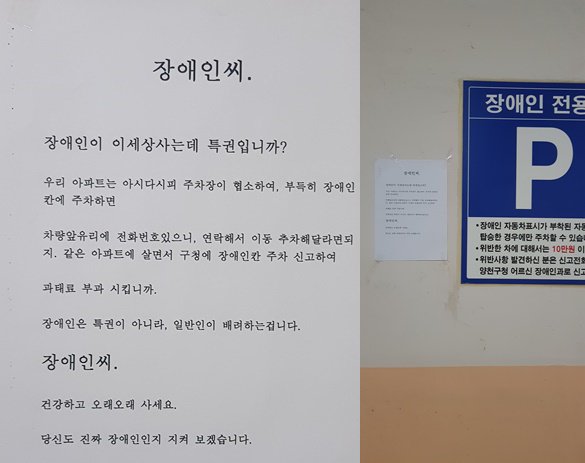 장애인씨.
장애인이 이세상사는데 특권입니까?
우리 아파트는 아시다시피 주차장이 협소하여, 부득히 장애인
칸에 주차하면
차량앞유리에 전화번호있으니, 연락해서 이동 추차해달라면되
지. 같은 아파트에 살면서 구청에 장애인칸 주차 신고하여
과태료 부과 시킵니까.
장애인은 특권이 아니라, 일반인이 배려하는겁니다.
장애인씨.
건강하고 오래오래 사세요.
당신도 진짜 장애인인지 지켜 보겠습니다.
장애인 전용
P
•장애인 자동차표시가 부착된 자동
탑승한 경우에만 주차할 수 있습
•위반한 차에 대해서는 10만원 이
•위반사항 발견하신 분은 신고전화
양천구청 어르신 장애인과로 신고